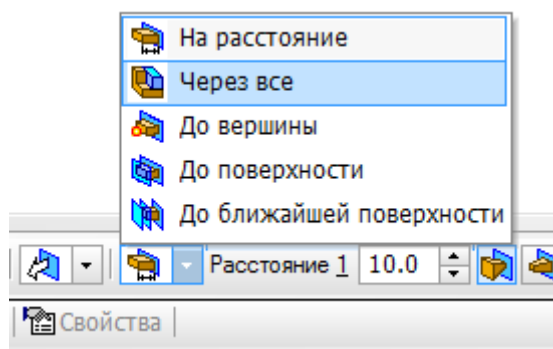 На расстояние
Через все
До вершины
До поверхности
До ближайшей поверхности
Расстояние 1 10.0
Свойства